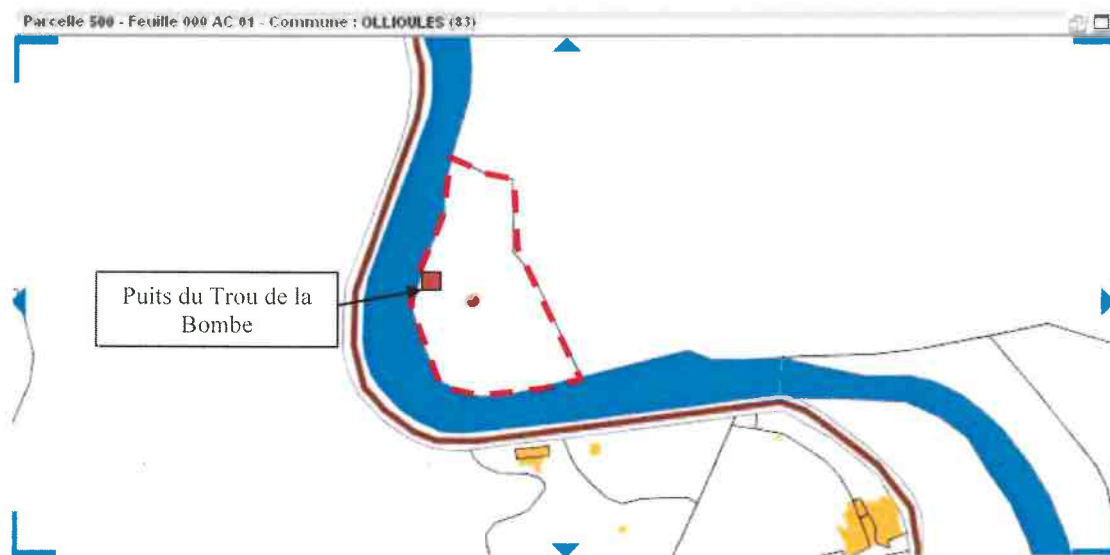 Parcelle 500 - Feuille 000 AC 01 - Commune : OLLIOULES (83)
Puits du Trou de la
Bombe